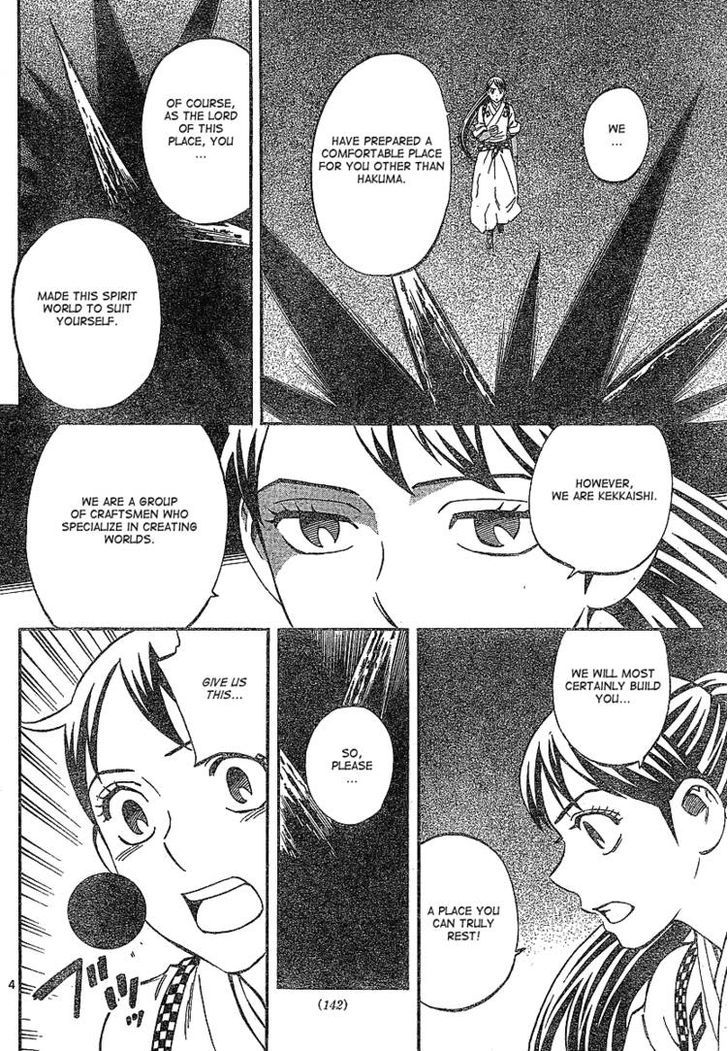 WE
...
HAVE PREPARED A
COMFORTABLE PLACE
FOR YOU OTHER THAN
HAKUMA.
OF COURSE,
AS THE LORD
OF THIS
PLACE, YOU
...
MADE THIS SPIRIT
WORLD TO SUIT
YOURSELF.
HOWEVER,
WE ARE KEKKAISHI.
WE ARE A GROUP
OF CRAFTSMEN WHO
SPECIALIZE IN CREATING
WORLDS.
WE WILL MOST
CERTAINLY BUILD
YOU...
A PLACE YOU
CAN TRULY
REST!
SO,
PLEASE
...
GIVE US
THIS...
ズズ
4
(142)